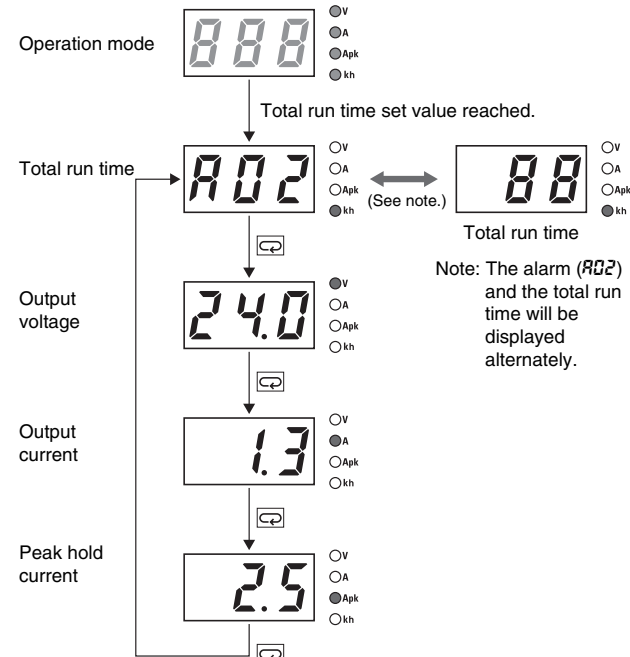 Operation mode
888
V
A
Apk
kh
Total run time set value reached.
Total run time
A02
V
A
Apk
kh
(See note.)
88
V
A
Apk
kh
Total run time
Note: The alarm (A02)
and the total run
time will be
displayed
alternately.
Output
voltage
24.0
V
A
Apk
kh
Output
current
1.3
V
A
Apk
kh
Peak hold
current
2.5
V
A
Apk
kh